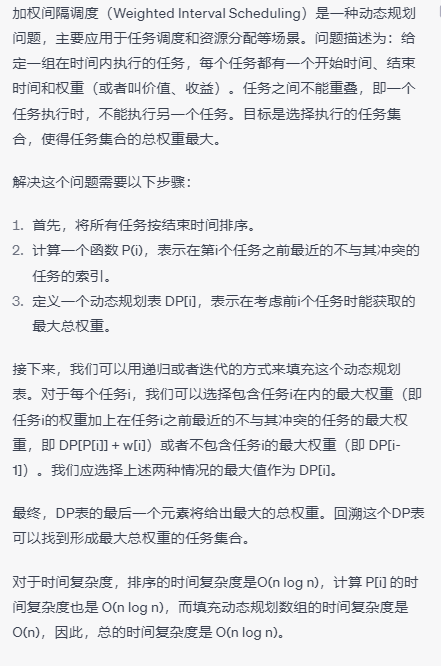 加权间隔调度（Weighted Interval Scheduling）是一种动态规划
问题，主要应用于任务调度和资源分配等场景。问题描述为：给
定一组在时间内执行的任务，每个任务都有一个开始时间、结束
时间和权重（或者叫价值、收益）。任务之间不能重叠，即一个
任务执行时，不能执行另一个任务。目标是选择执行的任务集
合，使得任务集合的总权重最大。
解决这个问题需要以下步骤：
1. 首先，将所有任务按结束时间排序。
2. 计算一个函数 P(i)，表示在第i个任务之前最近的不与其冲突的
任务的索引。
3. 定义一个动态规划表 DP[i]，表示在考虑前i个任务时能获取的
最大总权重。
接下来，我们可以用递归或者迭代的方式来填充这个动态规划
表。对于每个任务i，我们可以选择包含任务i在内的最大权重（即
任务i的权重加上在任务i之前最近的不与其冲突的任务的最大权
重，即 DP[P[i]] + w[i]）或者不包含任务i的最大权重（即 DP[i-
1]）。我们应选择上述两种情况的最大值作为 DP[i]。
最终，DP表的最后一个元素将给出最大的总权重。回溯这个DP表
可以找到形成最大总权重的任务集合。
对于时间复杂度，排序的时间复杂度是O(n log n)，计算 P[i] 的时
间复杂度也是 O(n log n)，而填充动态规划数组的时间复杂度是
O(n)，因此，总的时间复杂度是 O(n log n)。